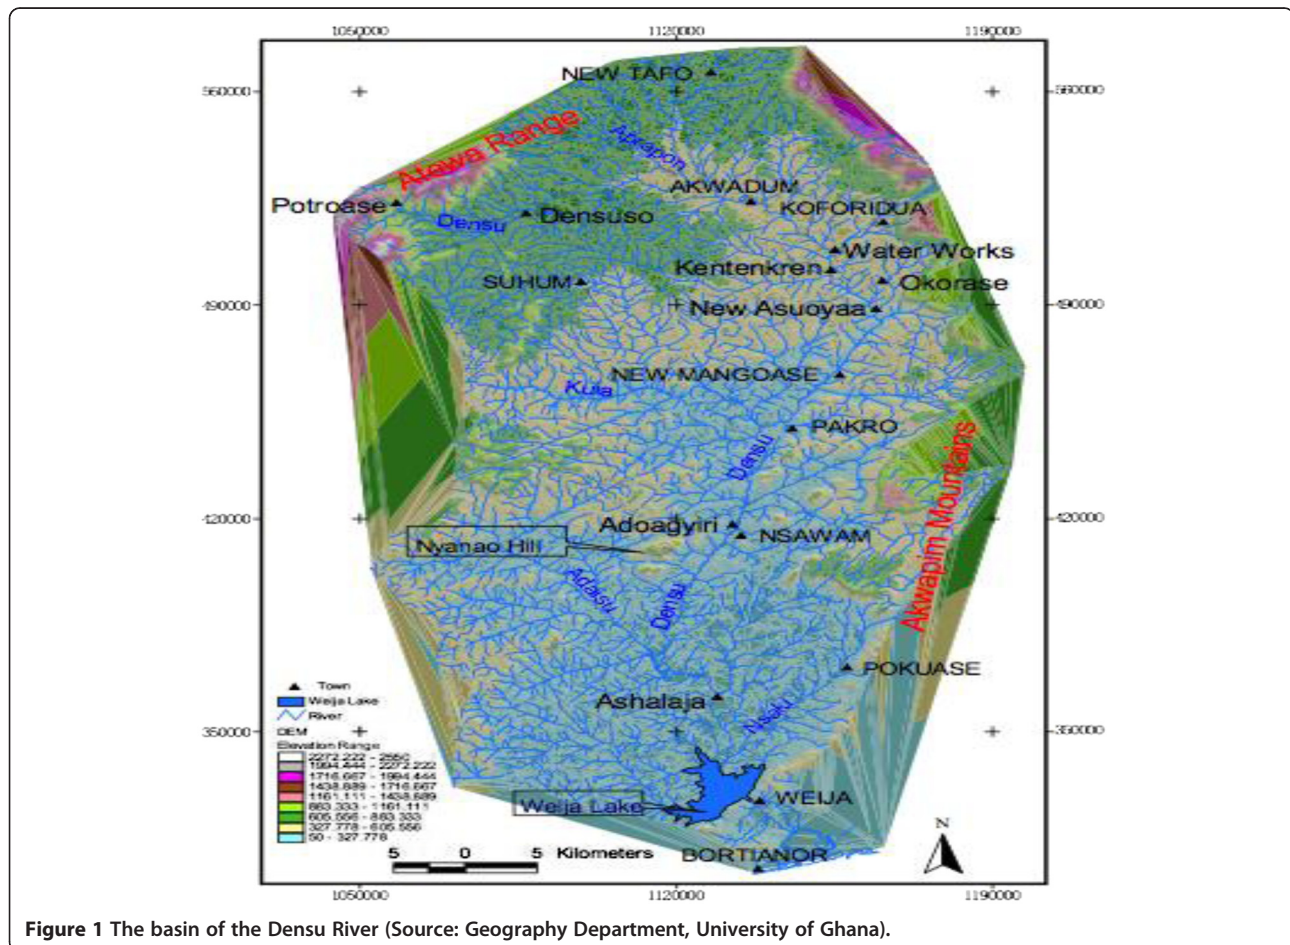 1050000 1120000 1190000
NEW TAFO
560000 560000
Atewa Range
Aprapon
AKWADUM
KOFORIDUA
Potroase
Densu
Densuso
Water Works
Kentenkren
SUHUM
Okorase
490000 490000
New Asuoyaa
NEW MANGOASE
Kuia
PAKRO
Densu
Akwapim Mountains
420000 420000
Adoagyiri
NSAWAM
Nyanao Hill
Adaisu
Densu
POKUASE
Ashalaja
Nsaki
Town
Weija Lake
River
350000 350000
DEM
Elevation Range
2272.222 - 2550
1994.444 - 2272.222
1716.667 - 1994.444
1438.889 - 1716.667
1161.111 - 1438.889
883.333 - 1161.111
605.556 - 883.333
327.778 - 605.556
50 - 327.778
Weija Lake
WEIJA
N
5 0 5 Kilometers
BORTIANOR
1050000 1120000 1190000
Figure 1 The basin of the Densu River (Source: Geography Department, University of Ghana).